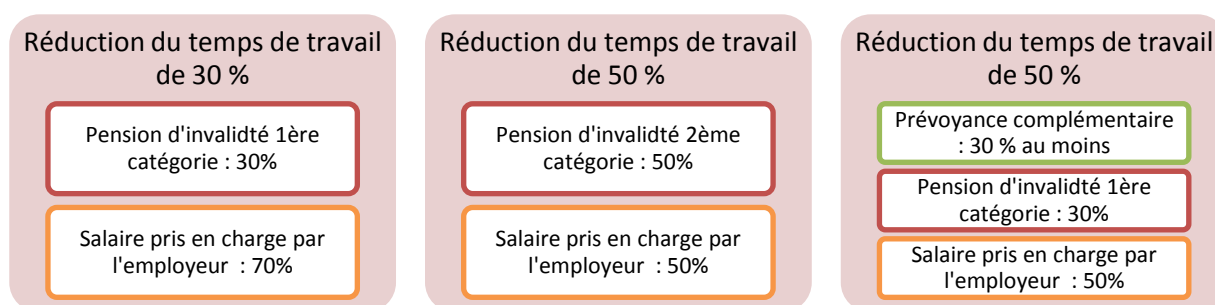 Réduction du temps de travail
de 30 %
Pension d'invalidté 1ère
catégorie : 30%
Salaire pris en charge par
l'employeur : 70%
Réduction du temps de travail
de 50 %
Pension d'invalidté 2ème
catégorie : 50%
Salaire pris en charge par
l'employeur : 50%
Réduction du temps de travail
de 50 %
Prévoyance complémentaire
: 30 % au moins
Pension d'invalidté 1ère
catégorie : 30%
Salaire pris en charge par
l'employeur : 50%